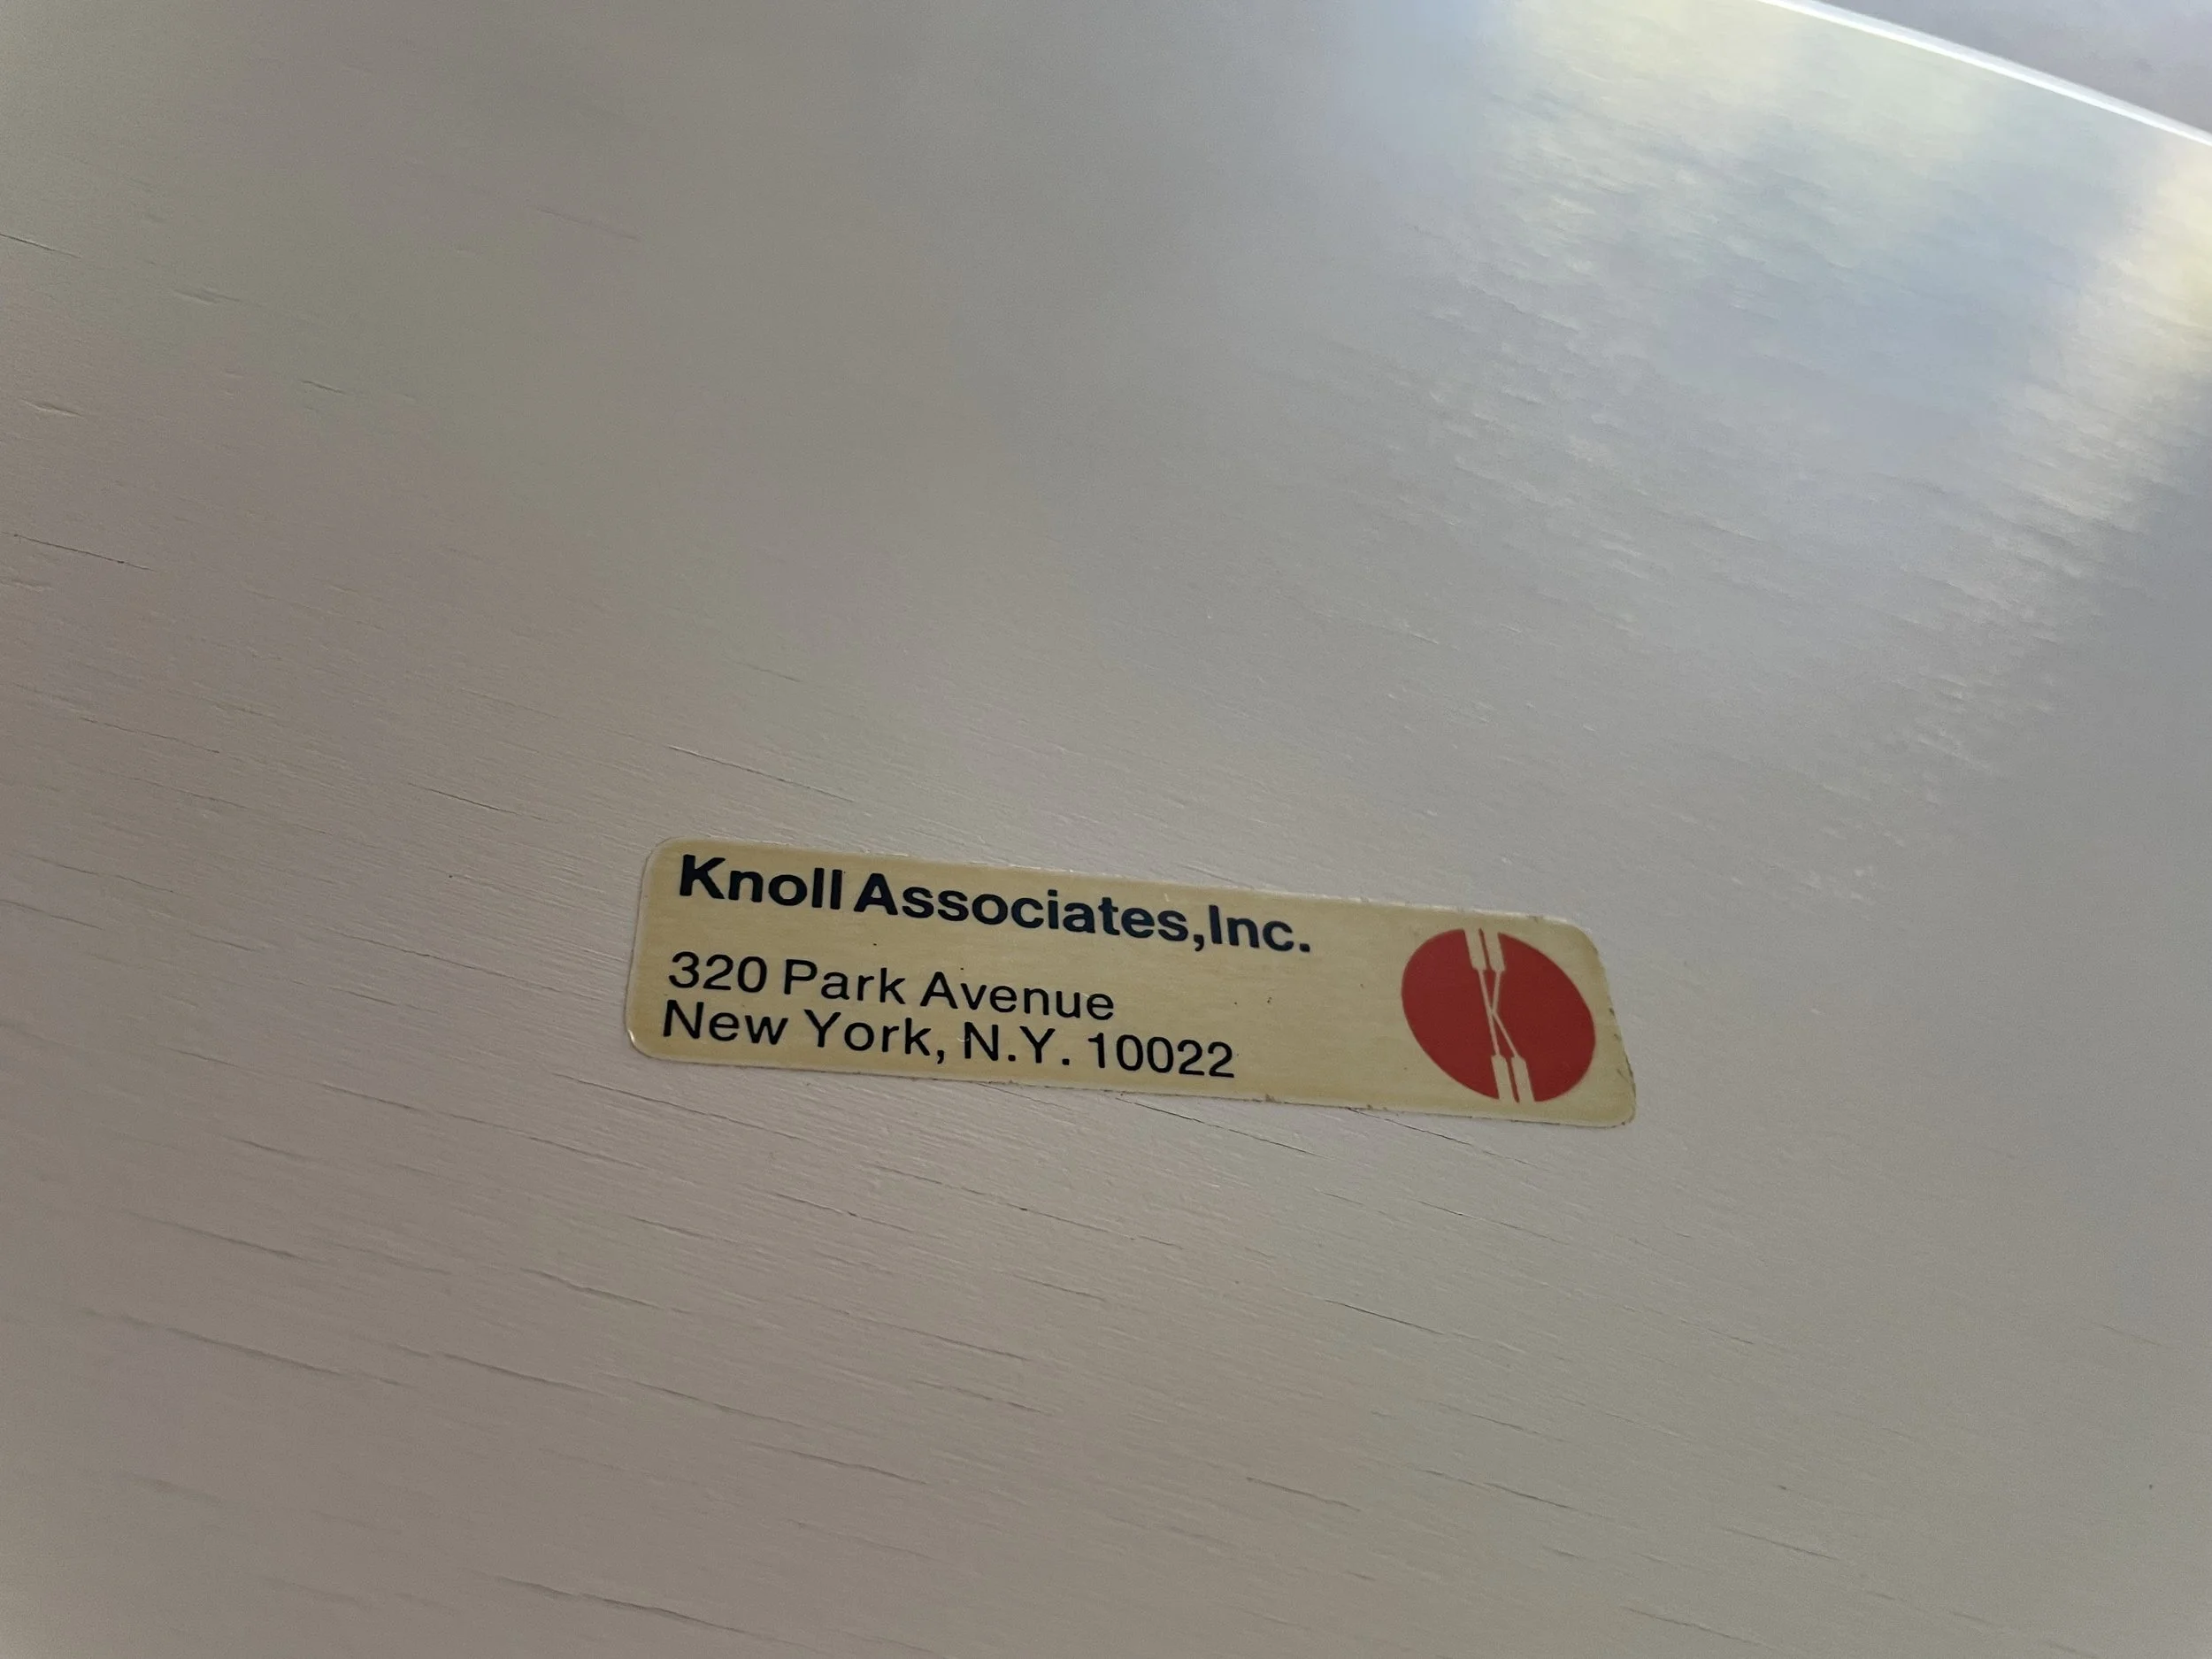 Knoll Associates, Inc.
320 Park Avenue
New York, N.Y. 10022
K